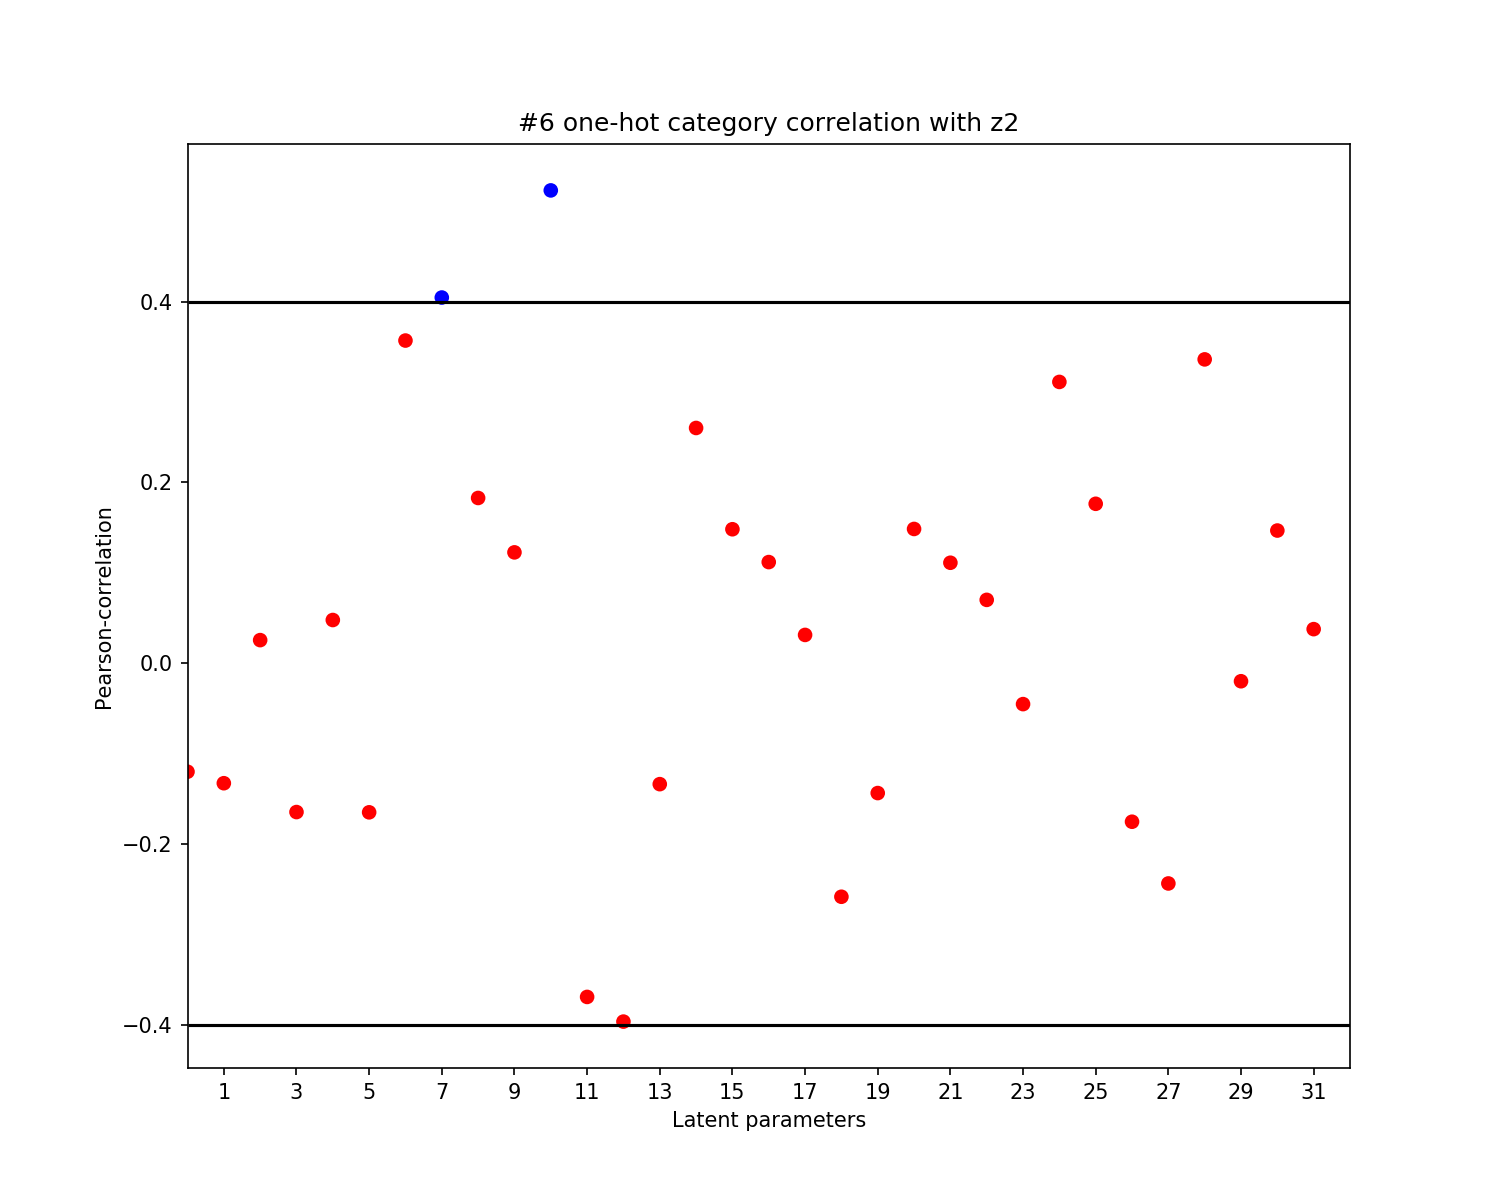 #6 one-hot category correlation with z2
Pearson-correlation
0.4
0.2
0.0
−0.2
−0.4
1 3 5 7 9 11 13 15 17 19 21 23 25 27 29 31
Latent parameters